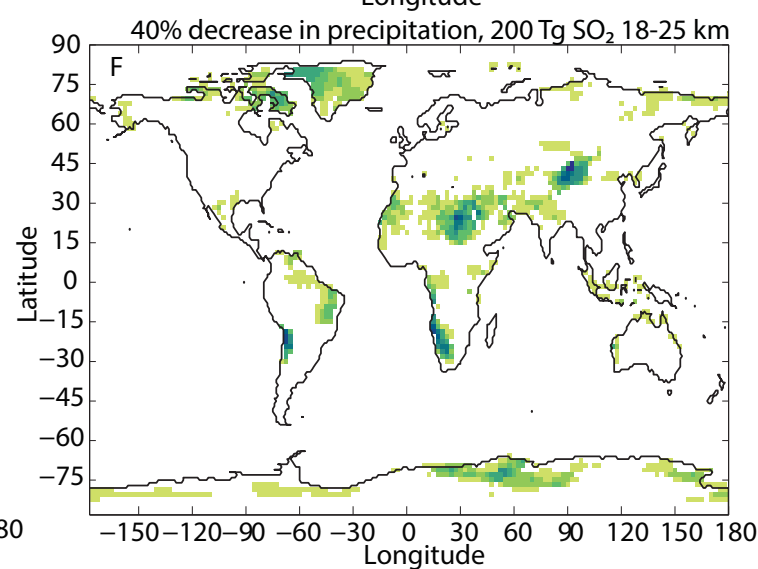 Longitude
40% decrease in precipitation, 200 Tg SO₂ 18-25 km
F
90
75
60
45
30
15
0
−15
−30
−45
−60
−75
Latitude
80
−150 −120 −90 −60 −30 0 30 60 90 120 150 180
Longitude